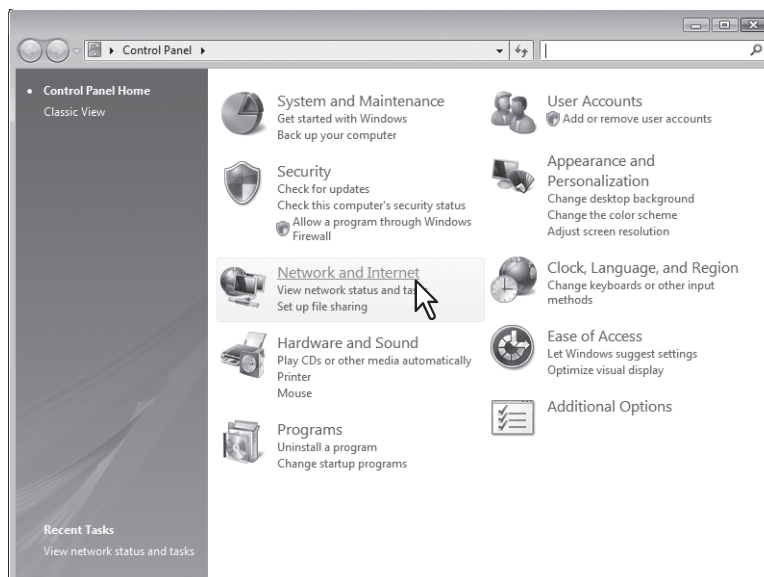 Control Panel
Control Panel Home
Classic View
System and Maintenance
Get started with Windows
Back up your computer
Security
Check for updates
Check this computer's security status
Allow a program through Windows
Firewall
Network and Internet
View network status and
Set up file sharing
Hardware and Sound
Play CDs or other media automatically
Printer
Mouse
Programs
Uninstall a program
Change startup programs
User Accounts
Add or remove user accounts
Appearance and
Personalization
Change desktop background
Change the color scheme
Adjust screen resolution
Clock, Language, and Region
Change keyboards or other input
methods
Ease of Access
Let Windows suggest settings
Optimize visual display
Additional Options
Recent Tasks
View network status and tasks